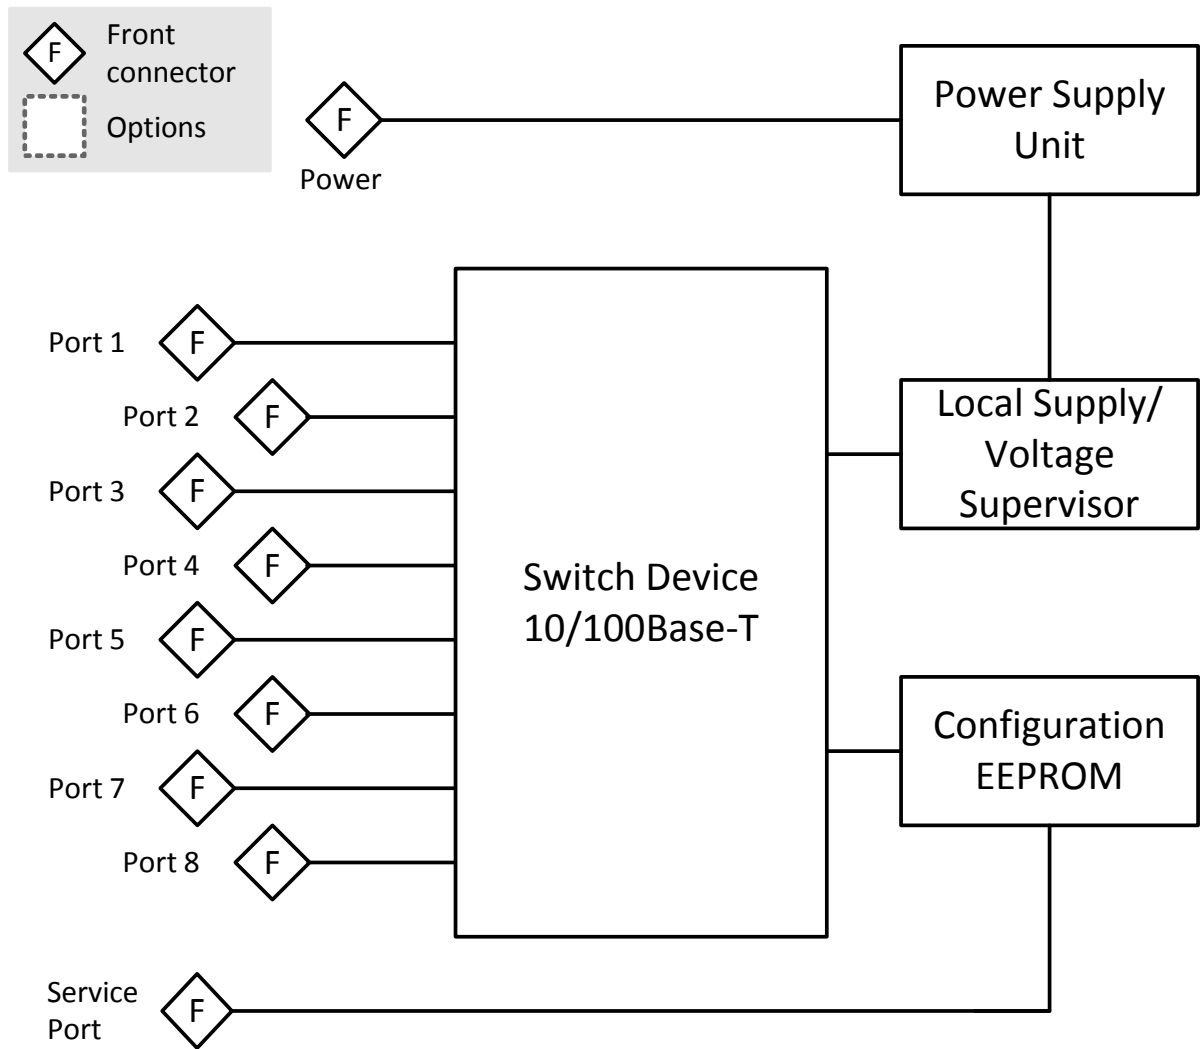 F
Front
connector
Options
F
Power
Power Supply
Unit
Port 1
F
Port 2
F
Port 3
F
Port 4
F
Port 5
F
Port 6
F
Port 7
F
Port 8
F
Switch Device
10/100Base-T
Local Supply/
Voltage
Supervisor
Configuration
EEPROM
Service
Port
F